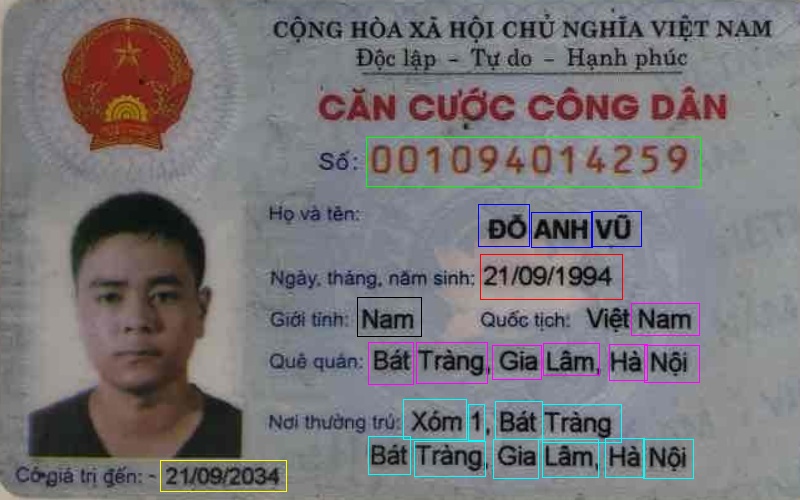 CỘNG HÒA XÃ HỘI CHỦ NGHĨA VIỆT NAM
Độc lập - Tự do - Hạnh phúc
CĂN CƯỚC CÔNG DÂN
Số: 001094014259
Họ và tên: ĐỖ ANH VŨ
Ngày, tháng, năm sinh: 21/09/1994
Giới tính: Nam Quốc tịch: Việt Nam
Quê quán: Bát Tràng, Gia Lâm, Hà Nội
Nơi thường trú: Xóm 1, Bát Tràng
Bát Tràng, Gia Lâm, Hà Nội
Có giá trị đến: - 21/09/2034